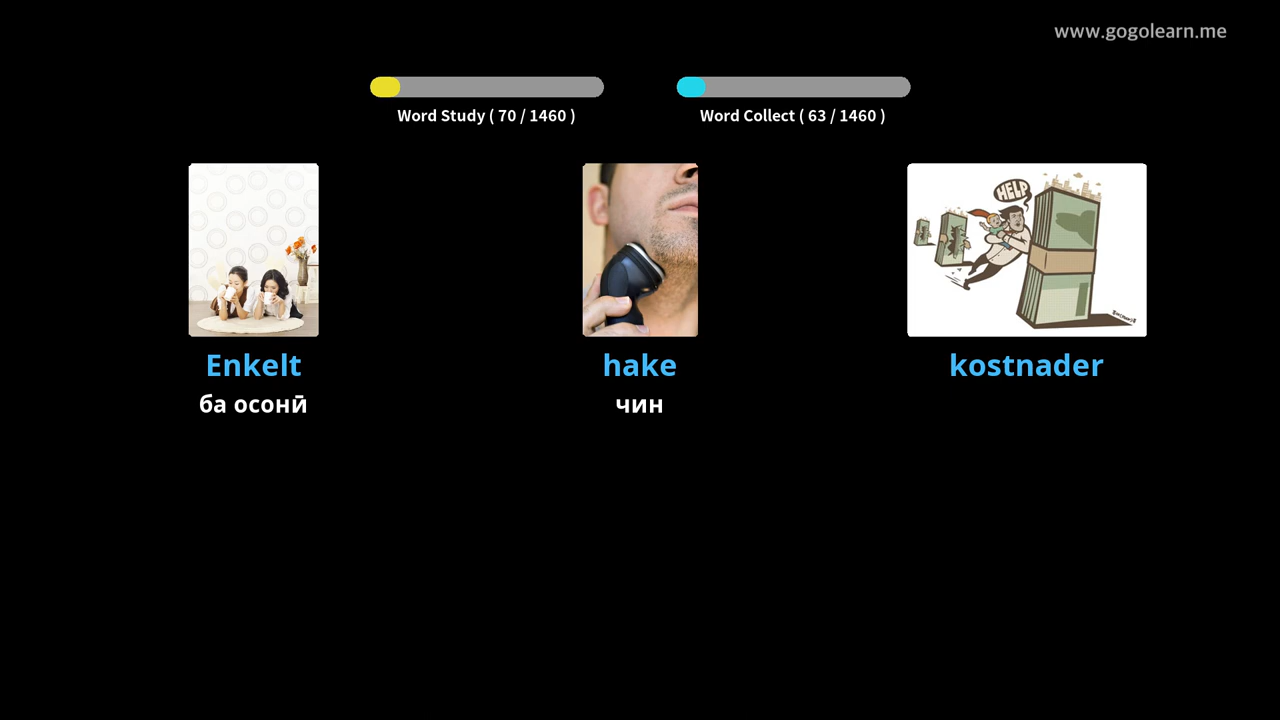 www.gogolearn.me
Word Study ( 70 / 1460 )
Word Collect ( 63 / 1460 )
HELP
Enkelt
hake
kostnader
ба осонӣ
чин